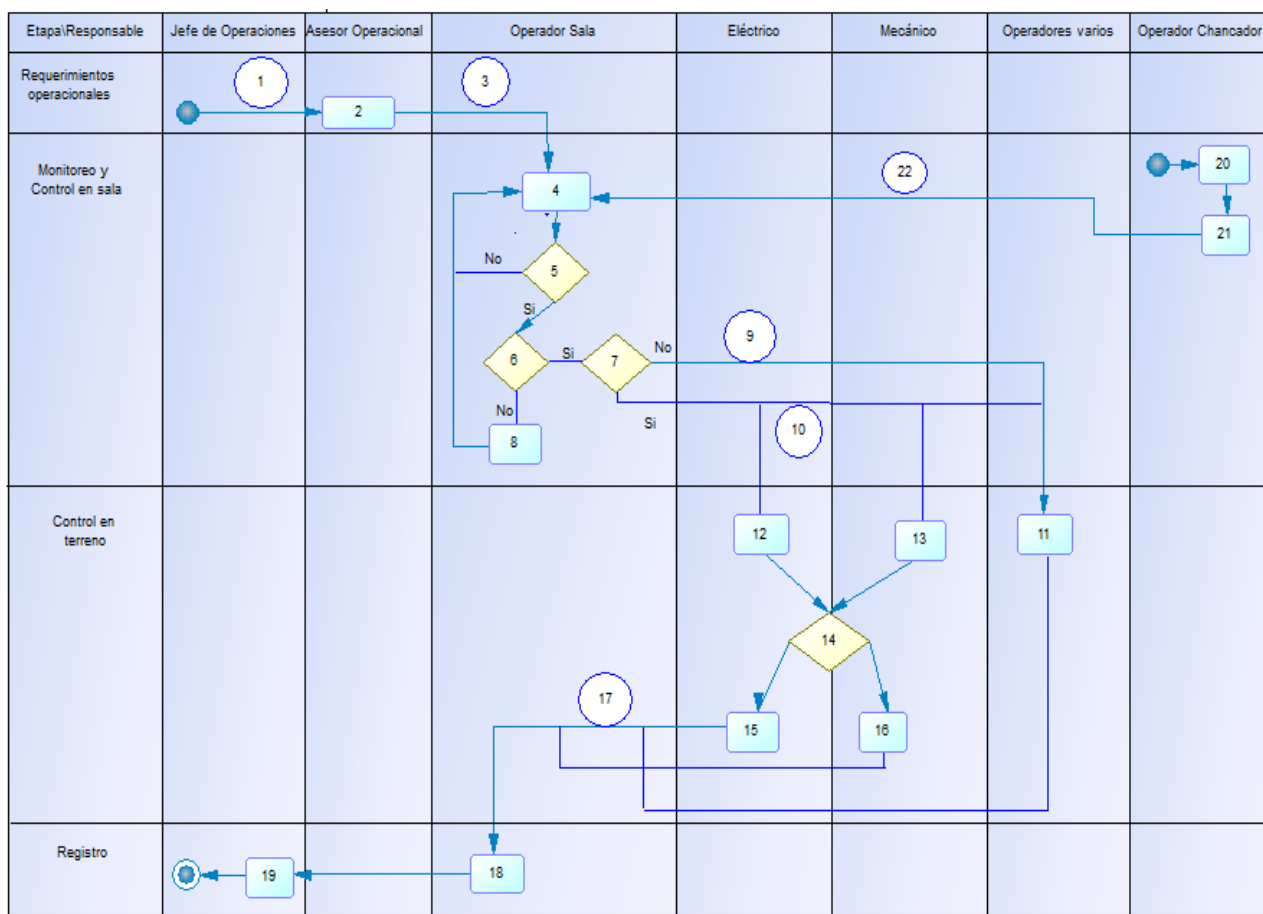 Etapa\Responsable
Jefe de Operaciones
Asesor Operacional
Operador Sala
Eléctrico
Mecánico
Operadores varios
Operador Chancador
Requerimientos
operacionales
1
2
3
Monitoreo y
Control en sala
4
22
20
21
No
5
Si
6
Si
7
No
9
No
8
Si
10
Control en
terreno
12
13
11
14
17
15
16
Registro
19
18